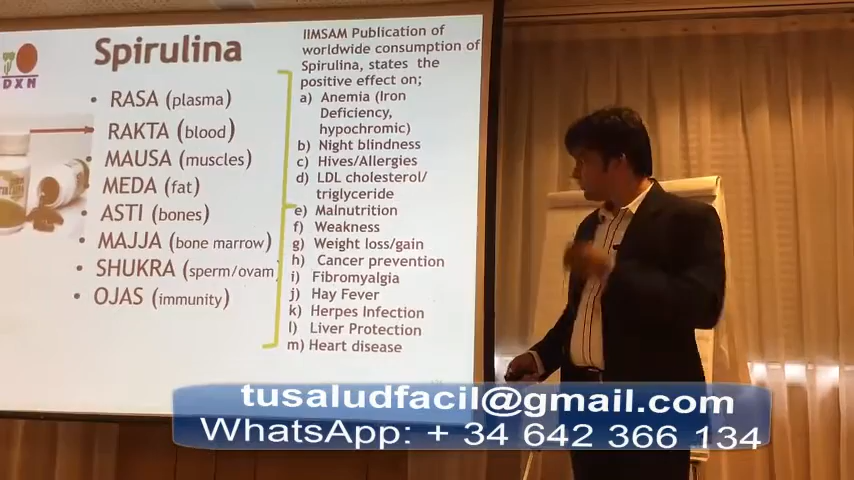 DXN
Spirulina
• RASA (plasma)
• RAKTA (blood)
• MAUSA (muscles)
• MEDA (fat)
• ASTI (bones)
• MAJJA (bone marrow)
• SHUKRA (sperm/ovam)
• OJAS (immunity)
IIMSAM Publication of
worldwide consumption of
Spirulina, states the
positive effect on;
a) Anemia (Iron
Deficiency,
hypochromic)
b) Night blindness
c) Hives/Allergies
d) LDL cholesterol/
triglyceride
e) Malnutrition
f) Weakness
g) Weight loss/gain
h) Cancer prevention
i) Fibromyalgia
j) Hay Fever
k) Herpes Infection
l) Liver Protection
m) Heart disease
tusaludfacil@gmail.com
WhatsApp: + 34 642 366 134